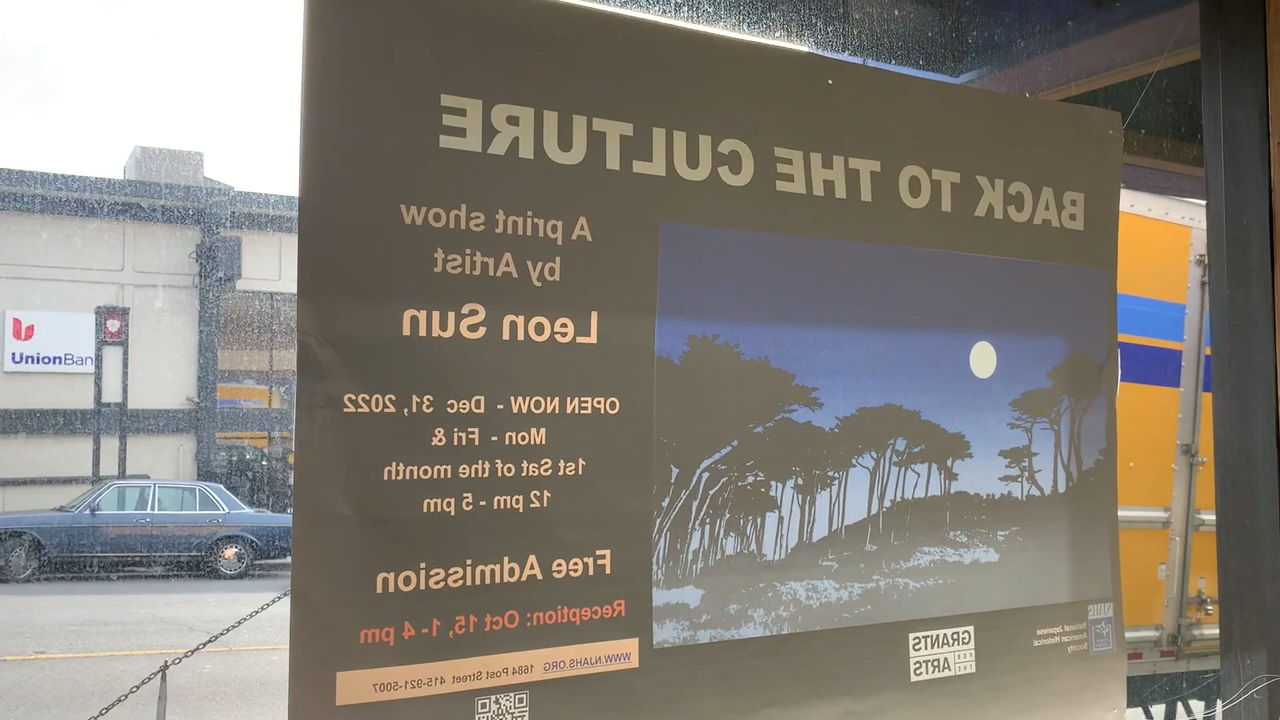 BACK TO THE CULTURE
A print show
by Artist
Leon Sun
OPEN NOW - Dec 31, 2022
Mon - Fri &
1st Sat of the month
12 pm - 5 pm
Free Admission
Reception: Oct 15, 1-4 pm
WWW.NJAHS.ORG 1684 Post Street 415-921-5007
GRANTS
FOR THE
ARTS
NJAHS
National Japanese
American Historical
Society
UnionBan